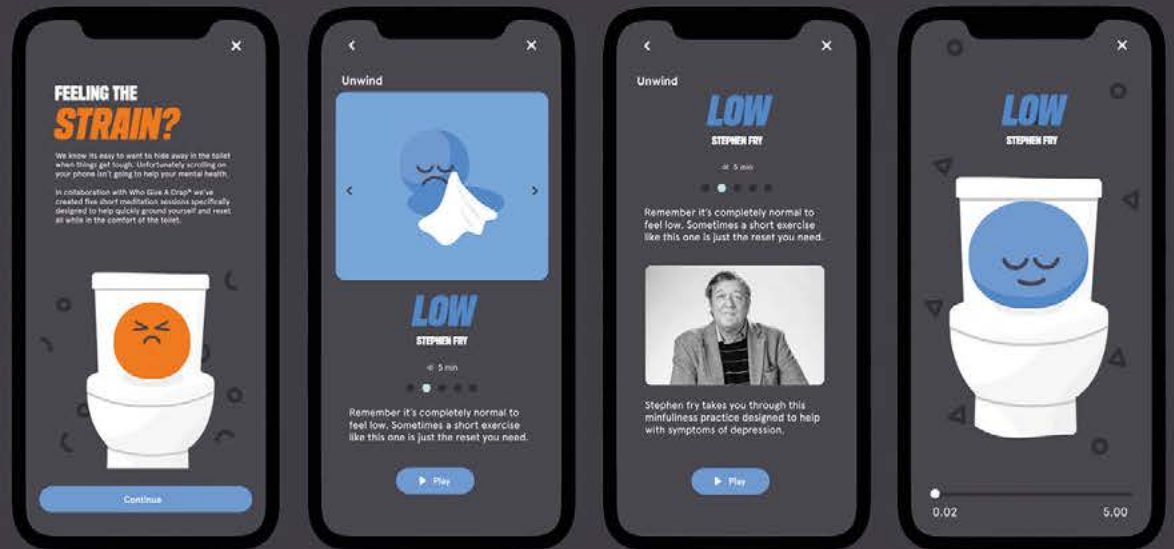 FEELING THE
STRAIN?
We know its easy to want to hide away in the toilet
when things get tough. Unfortunately scrolling on
your phone isn't going to help your mental health.
In collaboration with Who Give A Crap® we've
created five short meditation sessions specifically
designed to help quickly ground yourself and reset
all while in the comfort of the toilet.
Continue
Unwind
LOW
STEPHEN FRY
5 min
Remember it's completely normal to
feel low. Sometimes a short exercise
like this one is just the reset you need.
Play
Unwind
LOW
STEPHEN FRY
5 min
Remember it's completely normal to
feel low. Sometimes a short exercise
like this one is just the reset you need.
Stephen fry takes you through this
minfuliness practice designed to help
with symptoms of depression.
Play
LOW
STEPHEN FRY
0.02
5.00